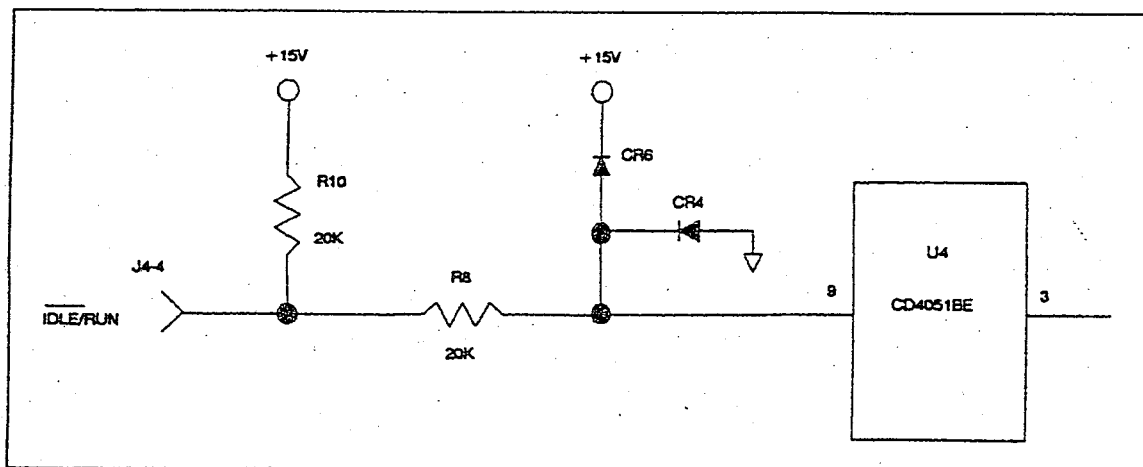 +15V
+15V
CR6
R10
CR4
20K
J4-4
R8
U4
9
CD4051BE
3
IDLE/RUN
20K